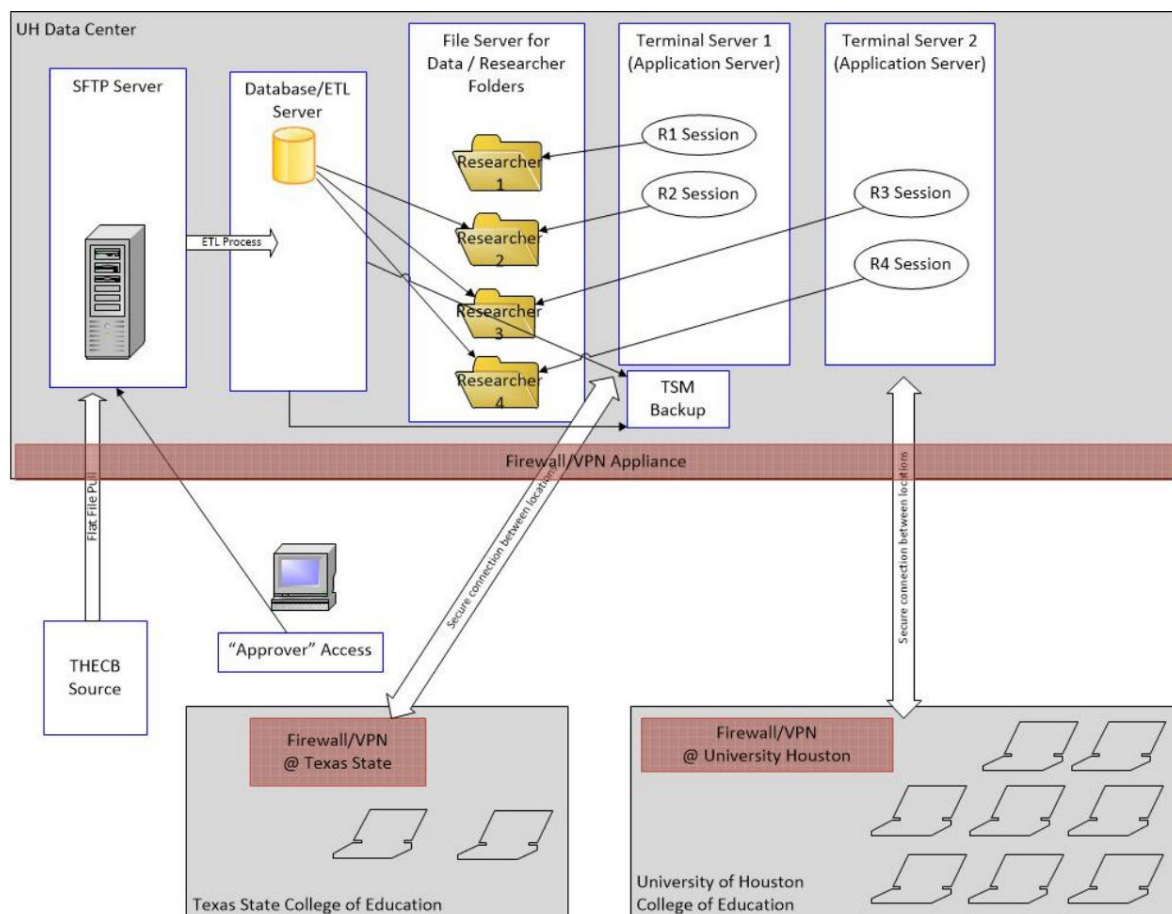 UH Data Center
SFTP Server
Database/ETL
Server
File Server for
Data / Researcher
Folders
Terminal Server 1
(Application Server)
Terminal Server 2
(Application Server)
R1 Session
R2 Session
R3 Session
R4 Session
Researcher
1
Researcher
2
Researcher
3
Researcher
4
ETL Process
TSM
Backup
Firewall/VPN Appliance
Flat File Pull
Secure connection between locations
Secure connection between locations
THECB
Source
“Approver” Access
Firewall/VPN
@ Texas State
Texas State College of Education
Firewall/VPN
@ University Houston
University of Houston
College of Education